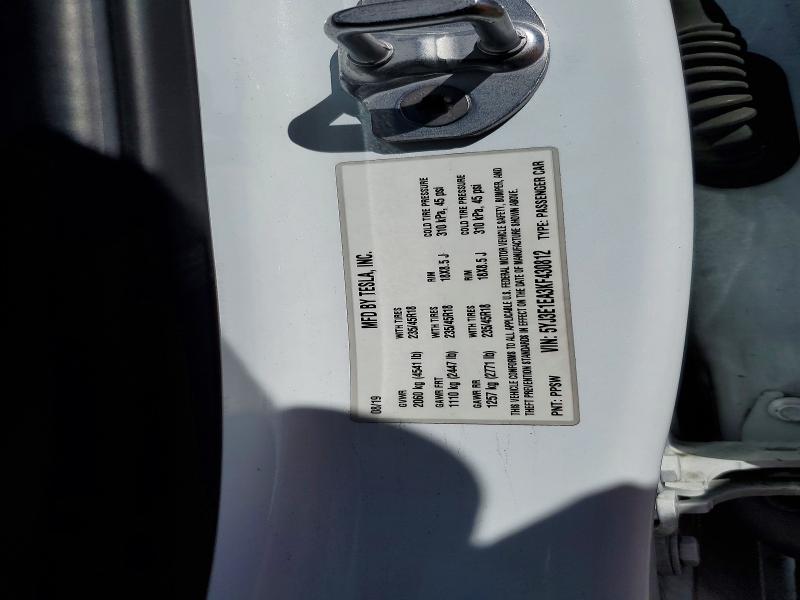 08/19 MFD BY TESLA, INC.
GVWR WITH TIRES RIM COLD TIRE PRESSURE
2060 kg (4541 lb) 235/45R18
GAWR FRT WITH TIRES RIM COLD TIRE PRESSURE
1110 kg (2447 lb) 235/45R18 18X8.5 J 310 kPa, 45 psi
GAWR RR WITH TIRES RIM COLD TIRE PRESSURE
1257 kg (2771 lb) 235/45R18 18X8.5 J 310 kPa, 45 psi
THIS VEHICLE CONFORMS TO ALL APPLICABLE U.S. FEDERAL MOTOR VEHICLE SAFETY, BUMPER, AND
THEFT PREVENTION STANDARDS IN EFFECT ON THE DATE OF MANUFACTURE SHOWN ABOVE.
PNT: PPSW VIN: 5YJ3E1EA3KF430812 TYPE: PASSENGER CAR